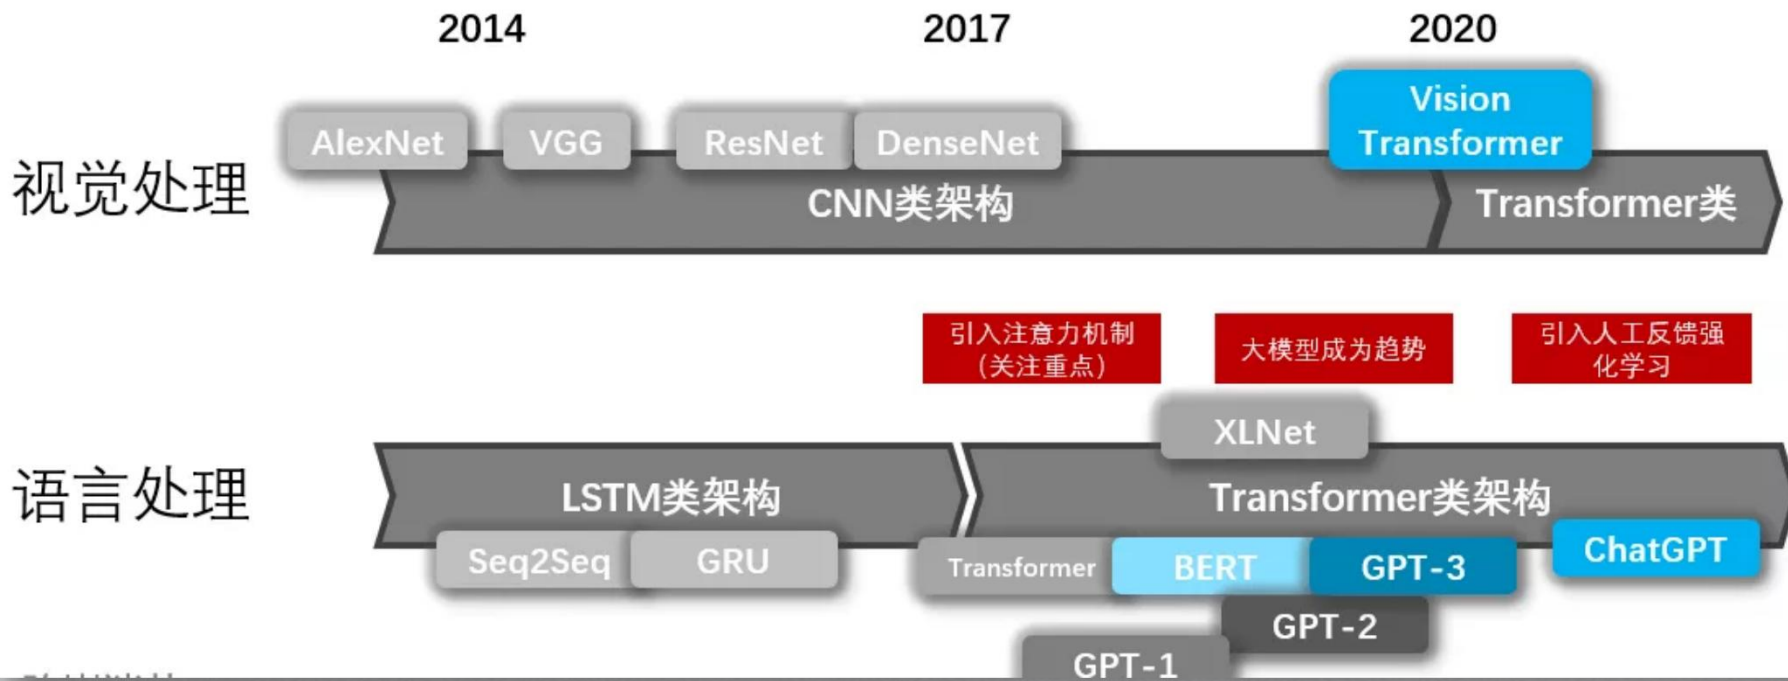 2014
2017
2020
AlexNet
VGG
ResNet
DenseNet
Vision
Transformer
视觉处理
CNN类架构
Transformer类
引入注意力机制
(关注重点)
大模型成为趋势
引入人工反馈强
化学习
XLNet
语言处理
LSTM类架构
Transformer类架构
Seq2Seq
GRU
Transformer
BERT
GPT-3
ChatGPT
GPT-2
GPT-1